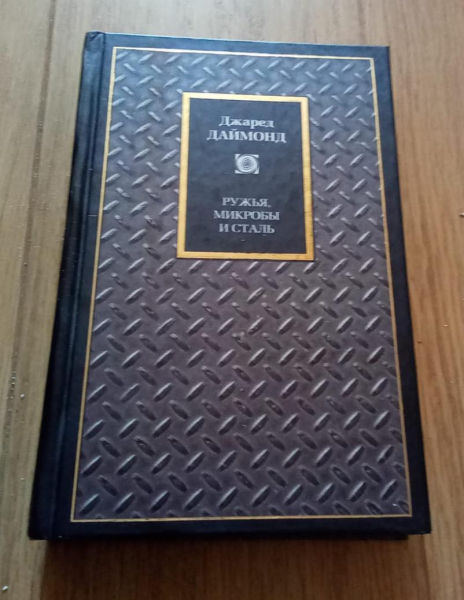 Джаред
ДАЙМОНД
РУЖЬЯ,
МИКРОБЫ
И СТАЛЬ